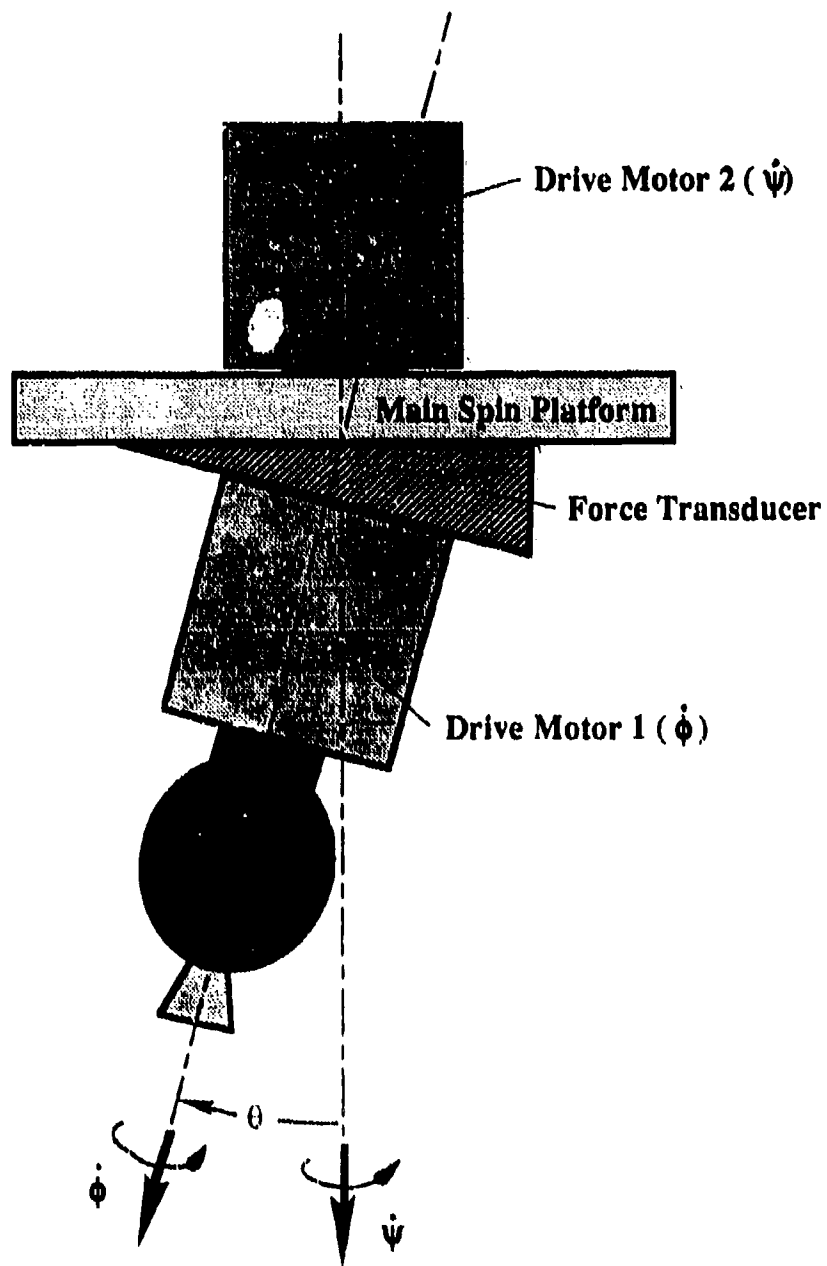 Drive Motor 2 ( ψ̇)
Main Spin Platform
Force Transducer
Drive Motor 1 ( ϕ̇)
θ
ϕ̇
ψ̇